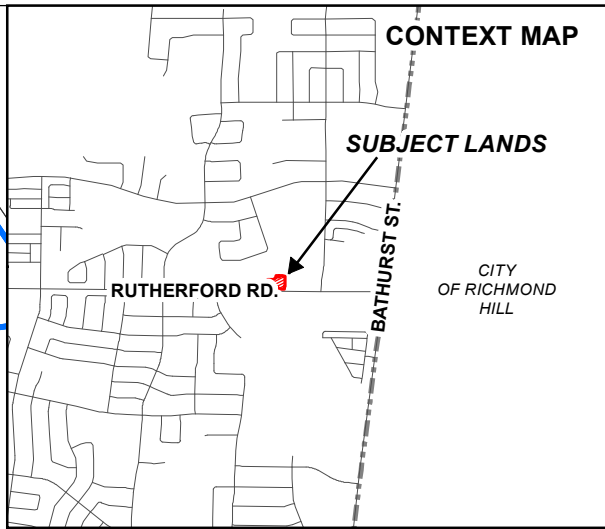 CONTEXT MAP
SUBJECT LANDS
BATHURST ST.
CITY
OF RICHMOND
HILL
RUTHERFORD RD.